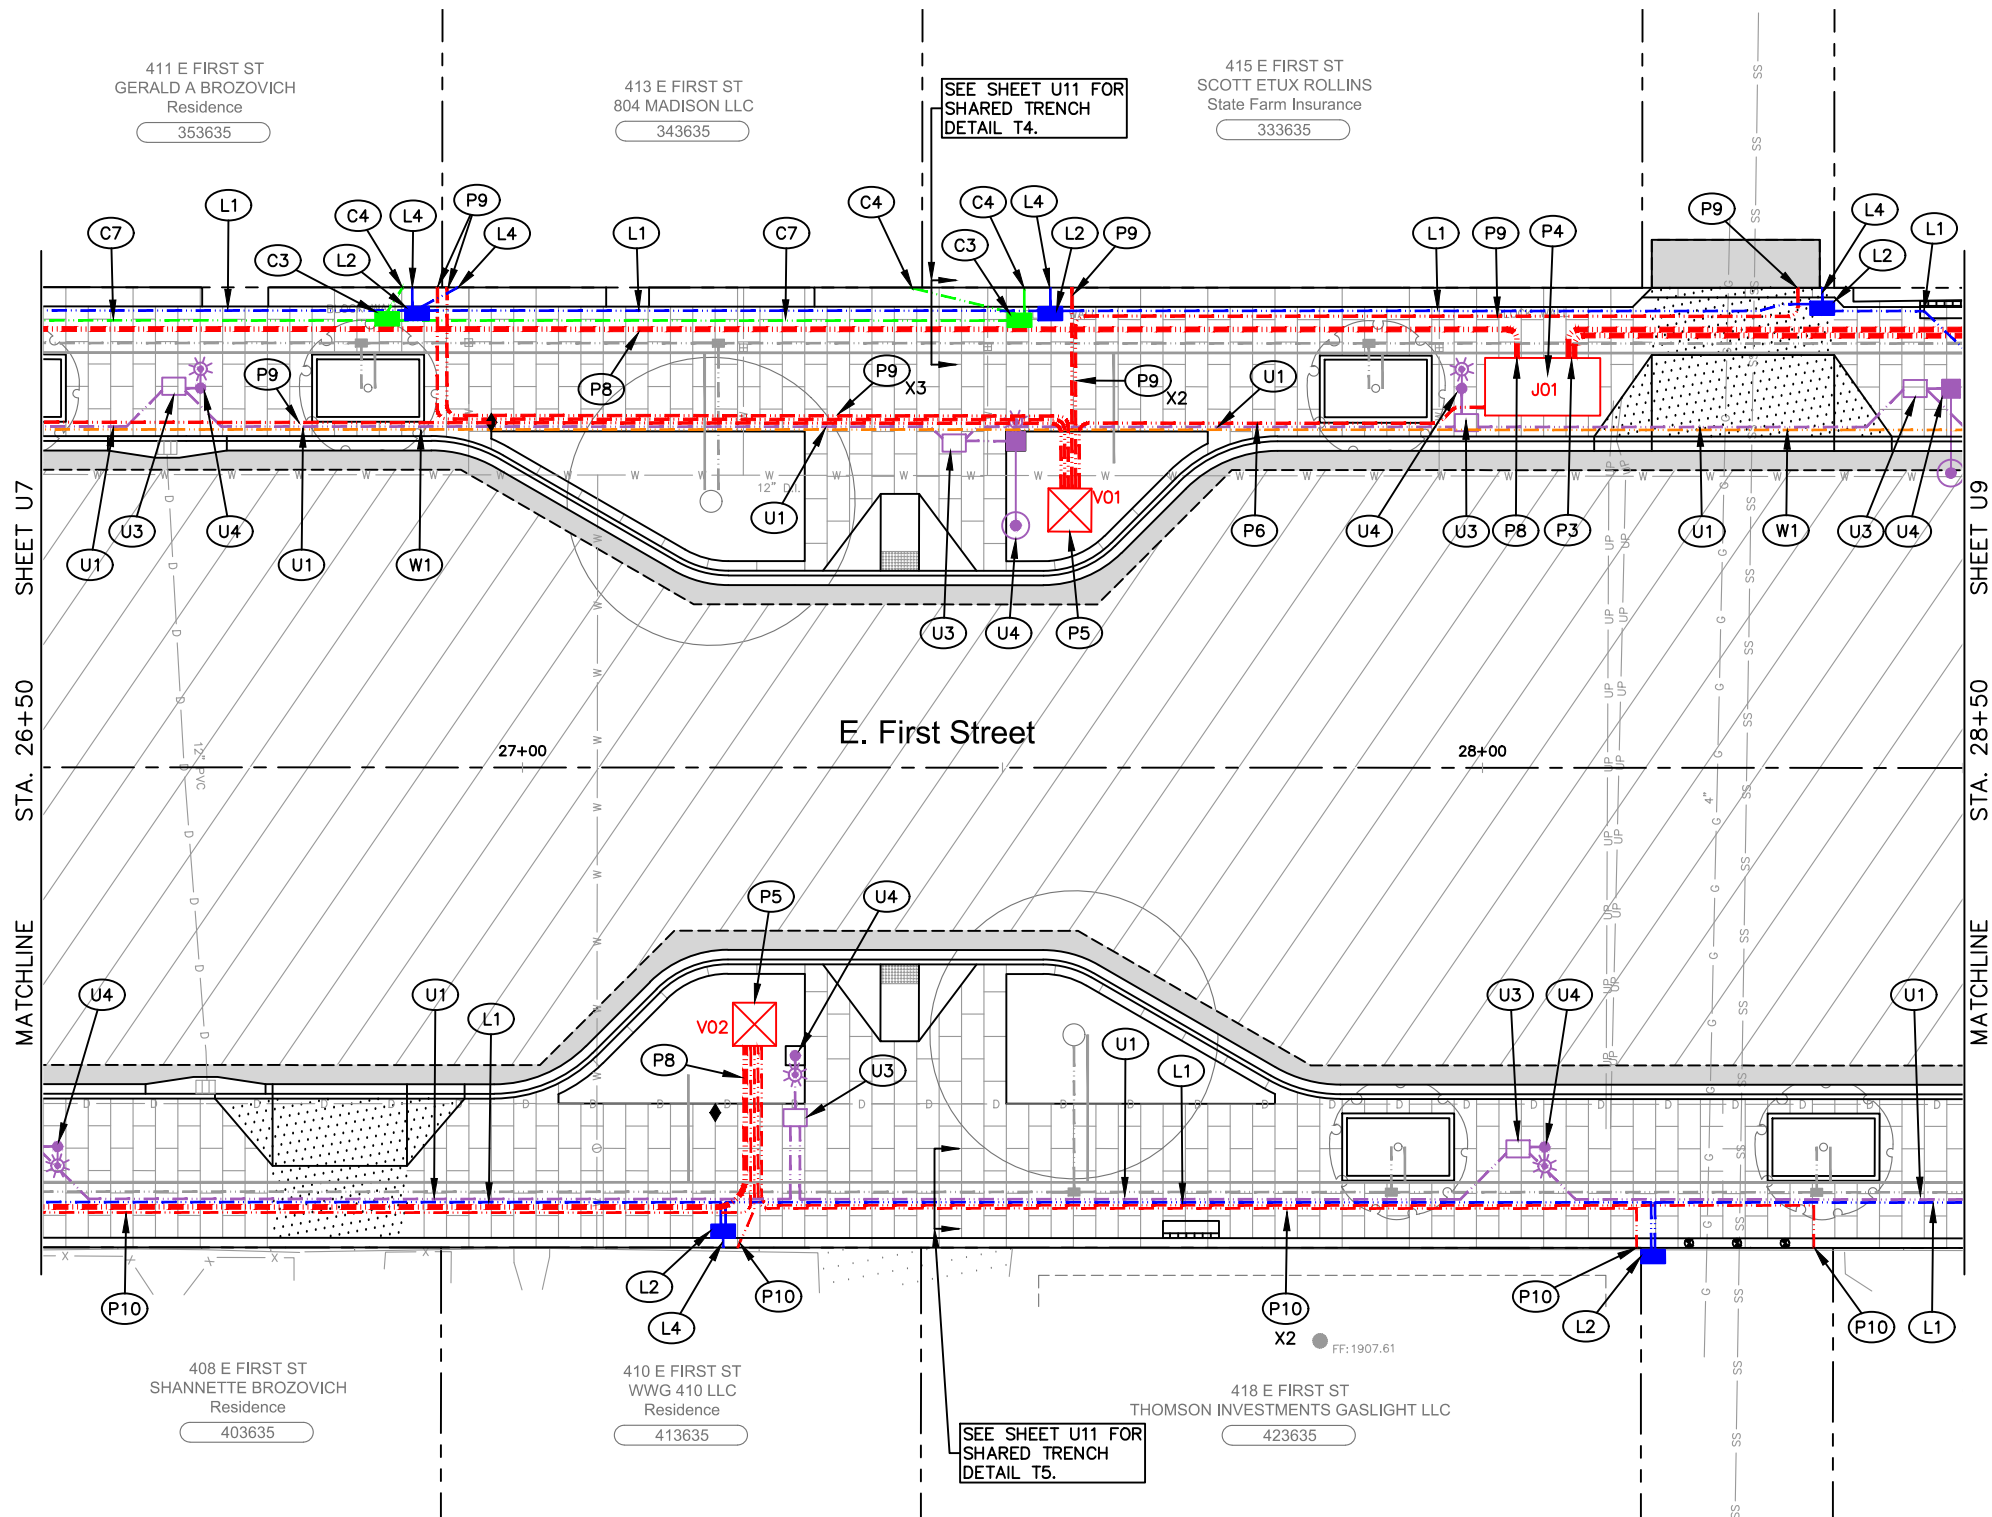 411 E FIRST ST
GERALD A BROZOVICH
Residence
353635
413 E FIRST ST
804 MADISON LLC
343635
SEE SHEET U11 FOR
SHARED TRENCH
DETAIL T4.
415 E FIRST ST
SCOTT ETUX ROLLINS
State Farm Insurance
333635
C7
L1
C4
L4
P9
C3
L2
L4
L1
C7
C4
C4
L4
C3
L2
P9
L1
P9
P4
P9
L4
L1
L2
P9
P8
P9
X3
P9
X2
U1
J01
V01
12" D.I.
U1
U3
U4
U1
W1
U1
P6
U4
U3
P8
P3
U1
W1
U3
U4
U3
U4
P5
SHEET U7
STA. 26+50
MATCHLINE
SHEET U9
STA. 28+50
MATCHLINE
E. First Street
27+00
28+00
12" PVC
4"
P5
U4
V02
P8
U3
U4
U1
L1
U1
L1
U3
U4
U1
P10
L2
L4
P10
P10
X2
P10
L2
P10
L1
FF: 1907.61
408 E FIRST ST
SHANNETTE BROZOVICH
Residence
403635
410 E FIRST ST
WWG 410 LLC
Residence
413635
418 E FIRST ST
THOMSON INVESTMENTS GASLIGHT LLC
423635
SEE SHEET U11 FOR
SHARED TRENCH
DETAIL T5.